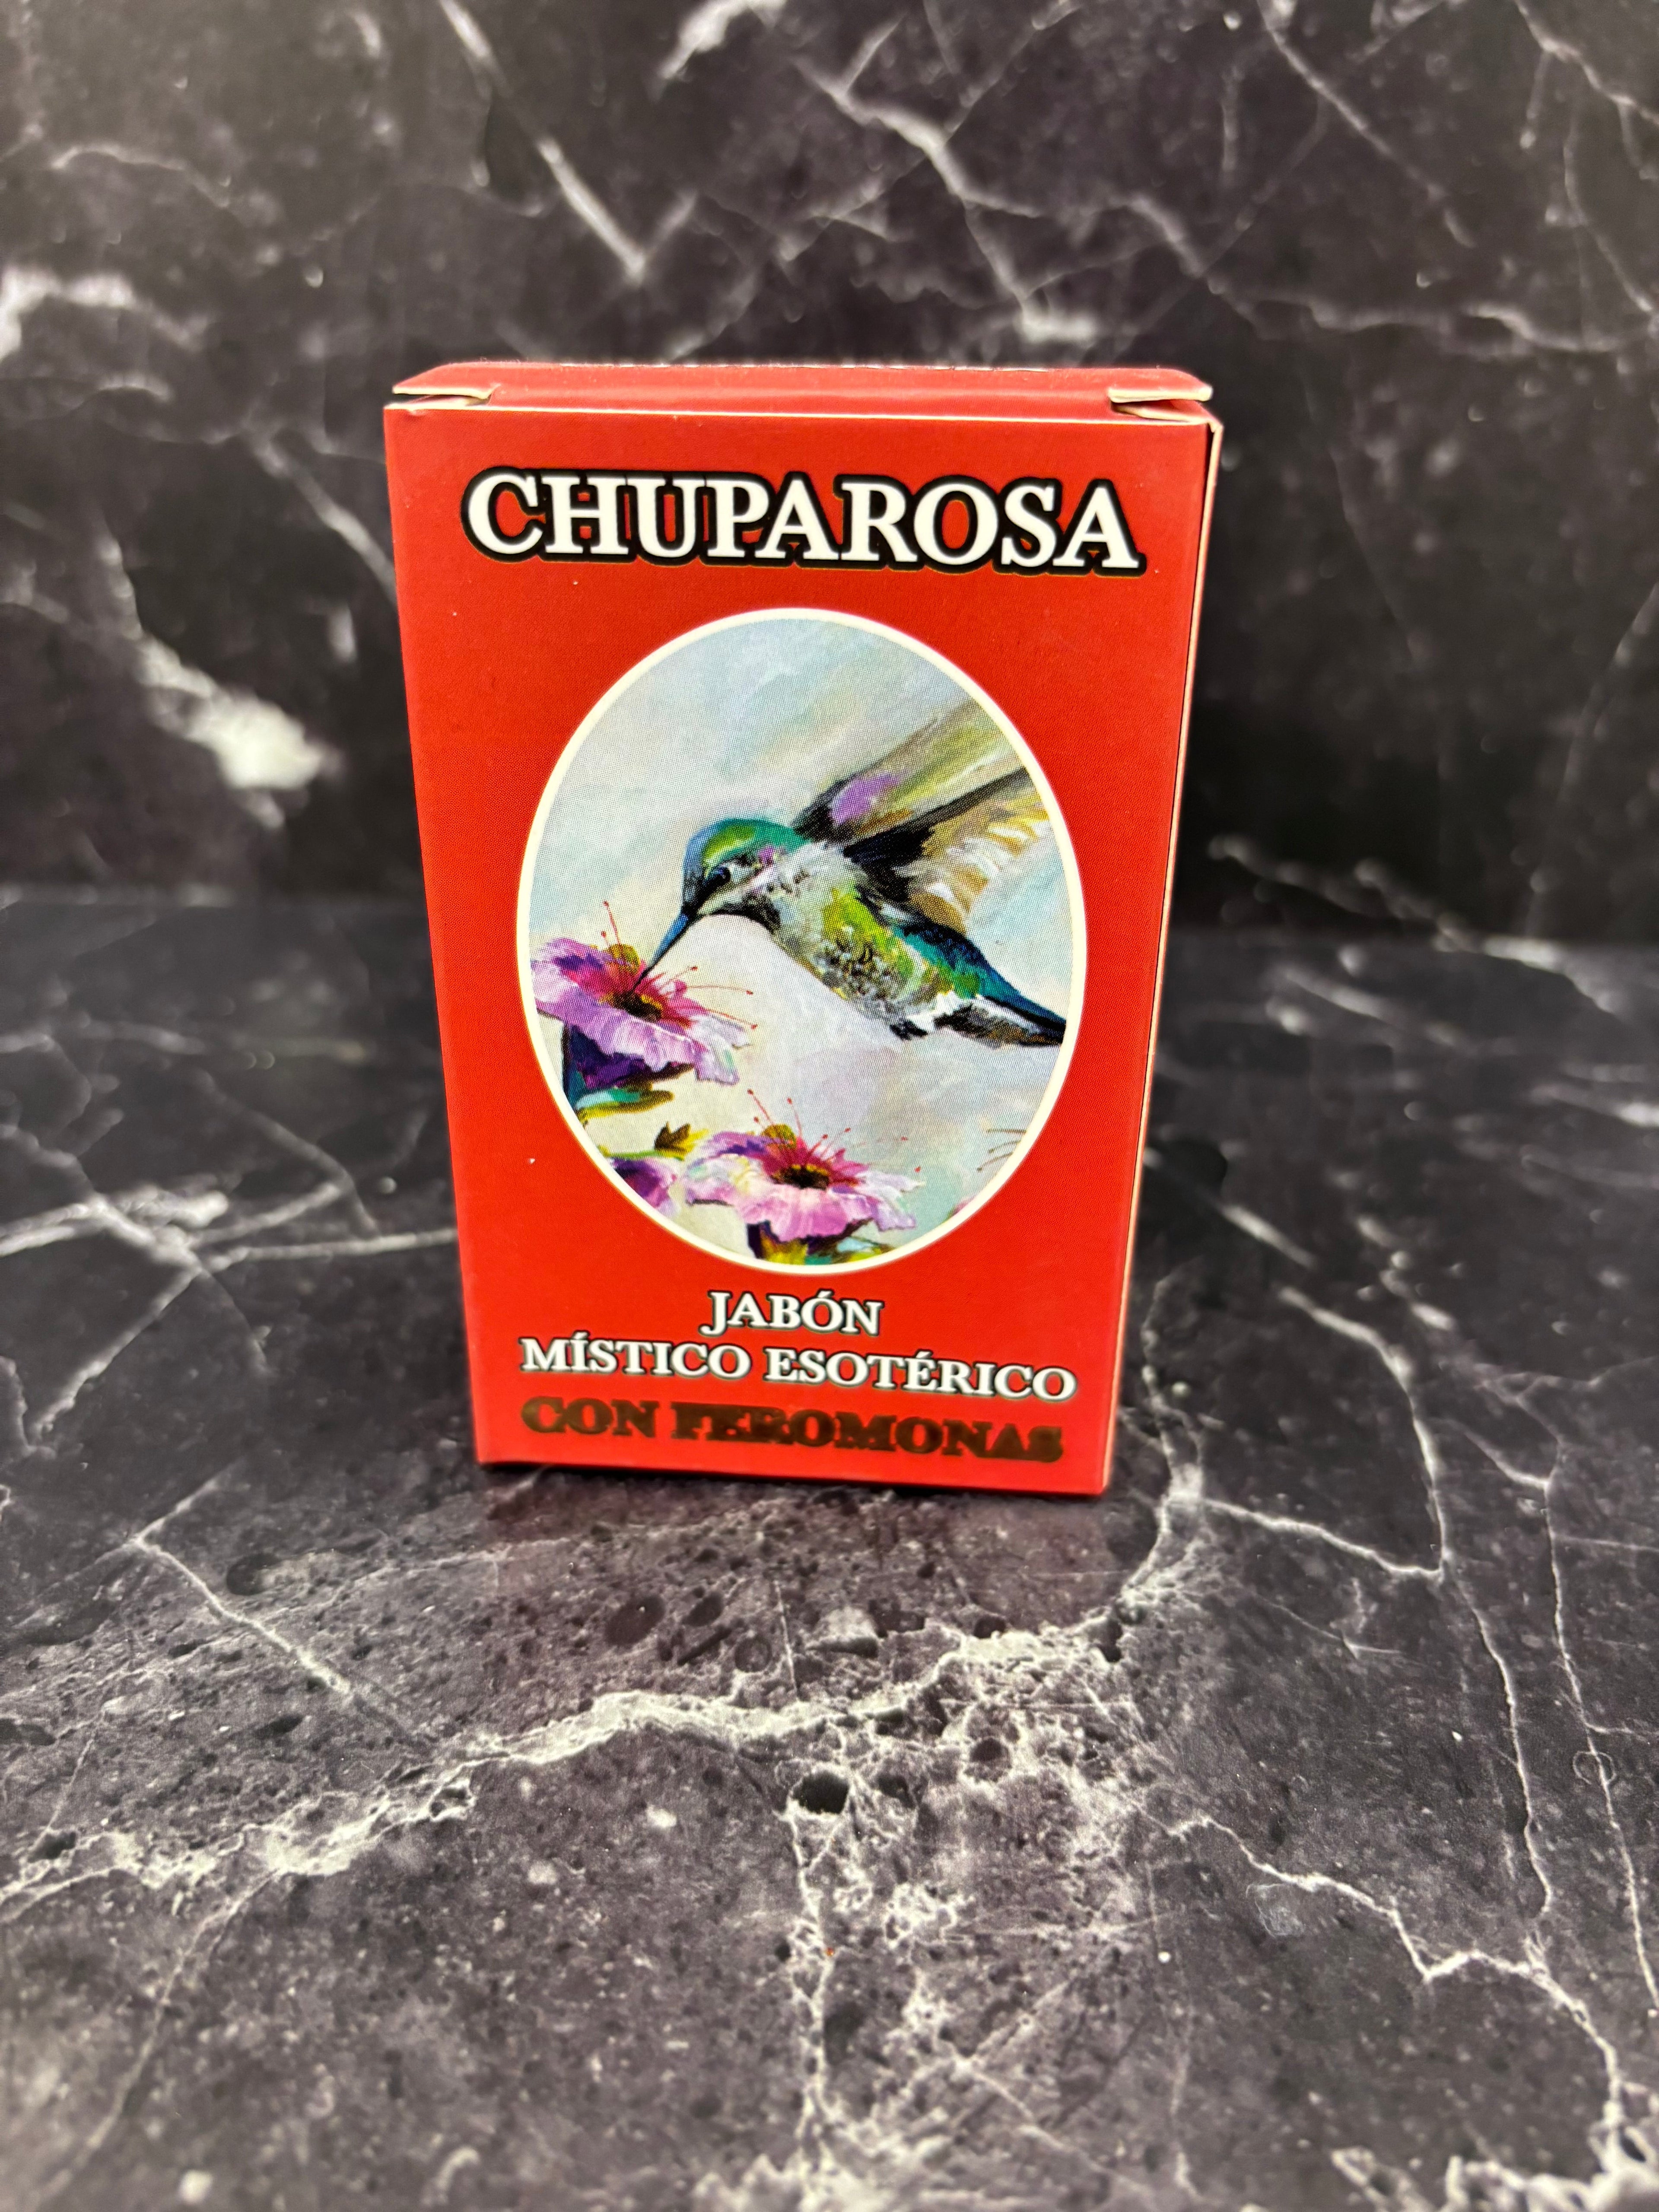 CHUPAROSA
JABÓN
MÍSTICO ESOTÉRICO
CON FEROMONAS